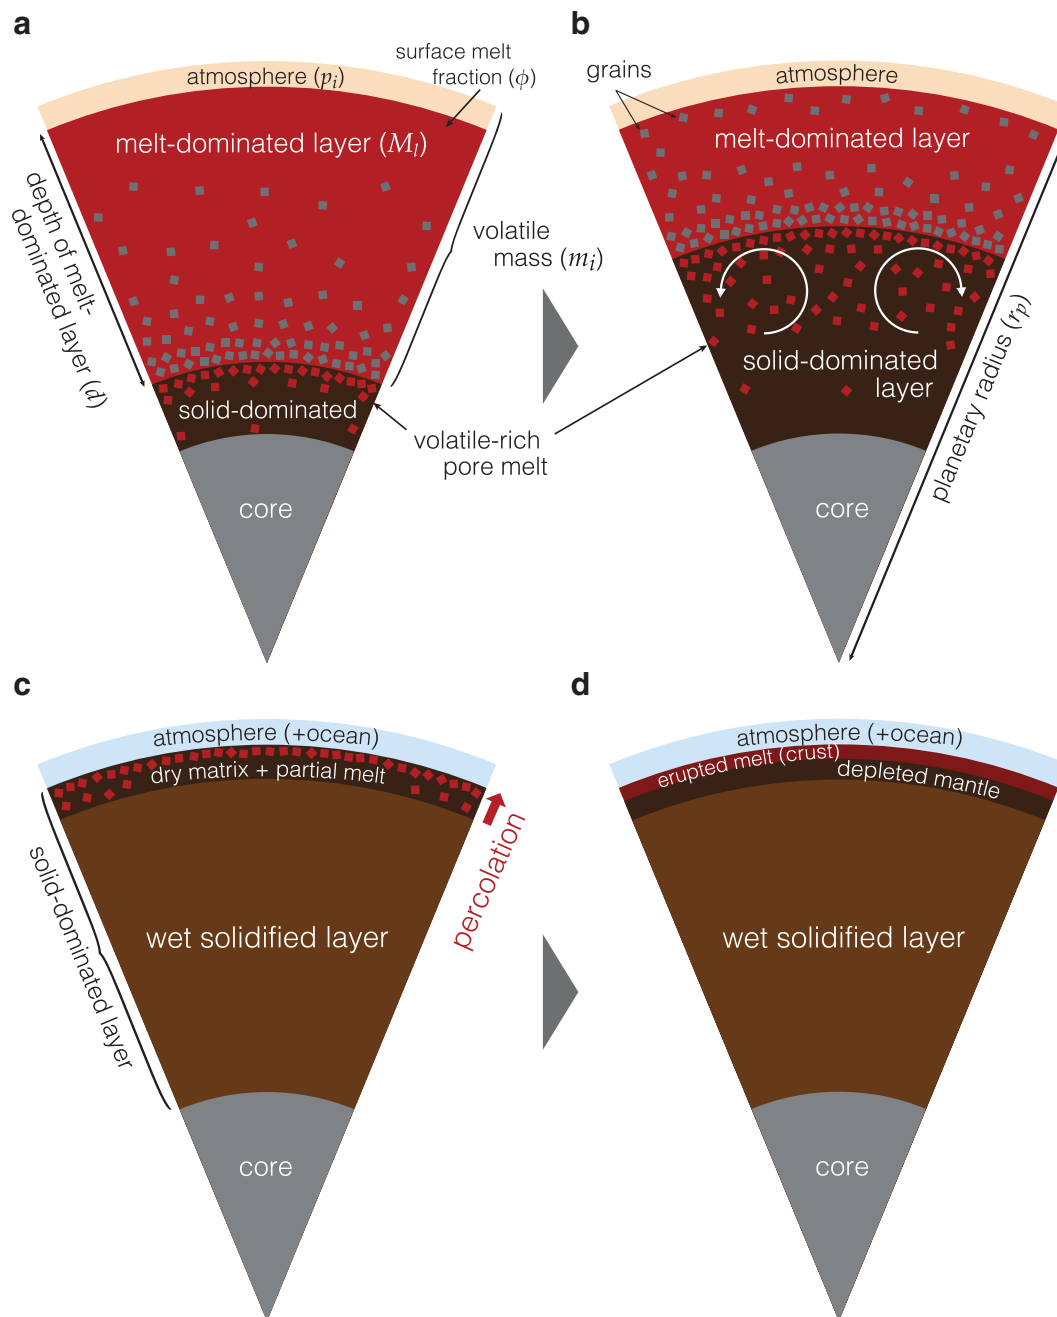 a
atmosphere (pᵢ)
surface melt
fraction (ϕ)
melt-dominated layer (Mₗ)
depth of melt-
dominated layer (d)
volatile
mass (mᵢ)
solid-dominated
volatile-rich
pore melt
core
b
grains
atmosphere
melt-dominated layer
solid-dominated
layer
planetary radius (rₚ)
core
c
atmosphere (+ocean)
dry matrix + partial melt
percolation
solid-dominated layer
wet solidified layer
core
d
atmosphere (+ocean)
erupted melt (crust)
depleted mantle
wet solidified layer
core